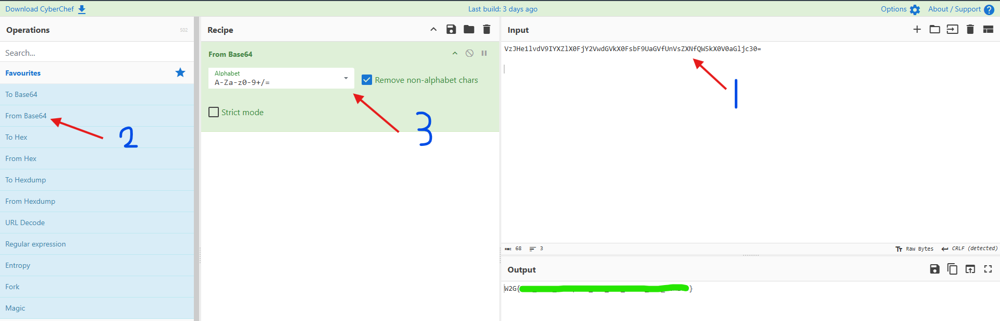 Download CyberChef
Last build: 3 days ago
Options
About / Support
Operations
502
Search...
Favourites
To Base64
From Base64
To Hex
From Hex
To Hexdump
From Hexdump
URL Decode
Regular expression
Entropy
Fork
Magic
2
Recipe
From Base64
Alphabet
A-Za-z0-9+/=
Remove non-alphabet chars
Strict mode
3
Input
VzJHe1lvdV9IYXZlX0FjY2VwdGVkX0FsbF9UaGVfUnVsZXNfQW5kX0V0aGljc30=
1
ABC 68
3
Tт Raw Bytes
CRLF (detected)
Output
W2G{
}